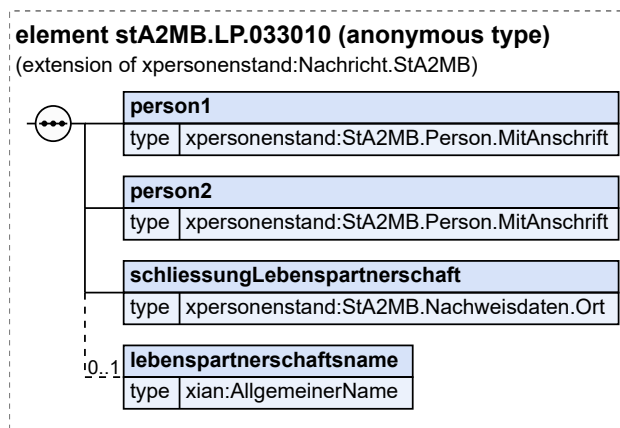 element stA2MB.LP.033010 (anonymous type)
(extension of xpersonenstand:Nachricht.StA2MB)
person1
type xpersonenstand:StA2MB.Person.MitAnschrift
person2
type xpersonenstand:StA2MB.Person.MitAnschrift
schliessungLebenspartnerschaft
type xpersonenstand:StA2MB.Nachweisdaten.Ort
0..1 lebenspartnerschaftsname
type xian:AllgemeinerName